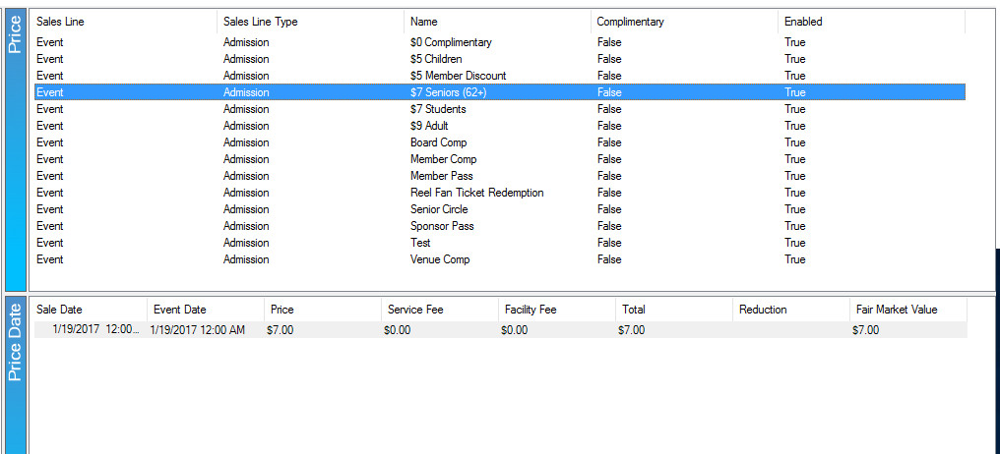 Price
Sales Line Sales Line Type Name Complimentary Enabled
Event Admission $0 Complimentary False True
Event Admission $5 Children False True
Event Admission $5 Member Discount False True
Event Admission $7 Seniors (62+) False True
Event Admission $7 Students False True
Event Admission $9 Adult False True
Event Admission Board Comp False True
Event Admission Member Comp False True
Event Admission Member Pass False True
Event Admission Reel Fan Ticket Redemption False True
Event Admission Senior Circle False True
Event Admission Sponsor Pass False True
Event Admission Test False True
Event Admission Venue Comp False True
Price Date
Sale Date Event Date Price Service Fee Facility Fee Total Reduction Fair Market Value
1/19/2017 12:00... 1/19/2017 12:00 AM $7.00 $0.00 $0.00 $7.00 $7.00